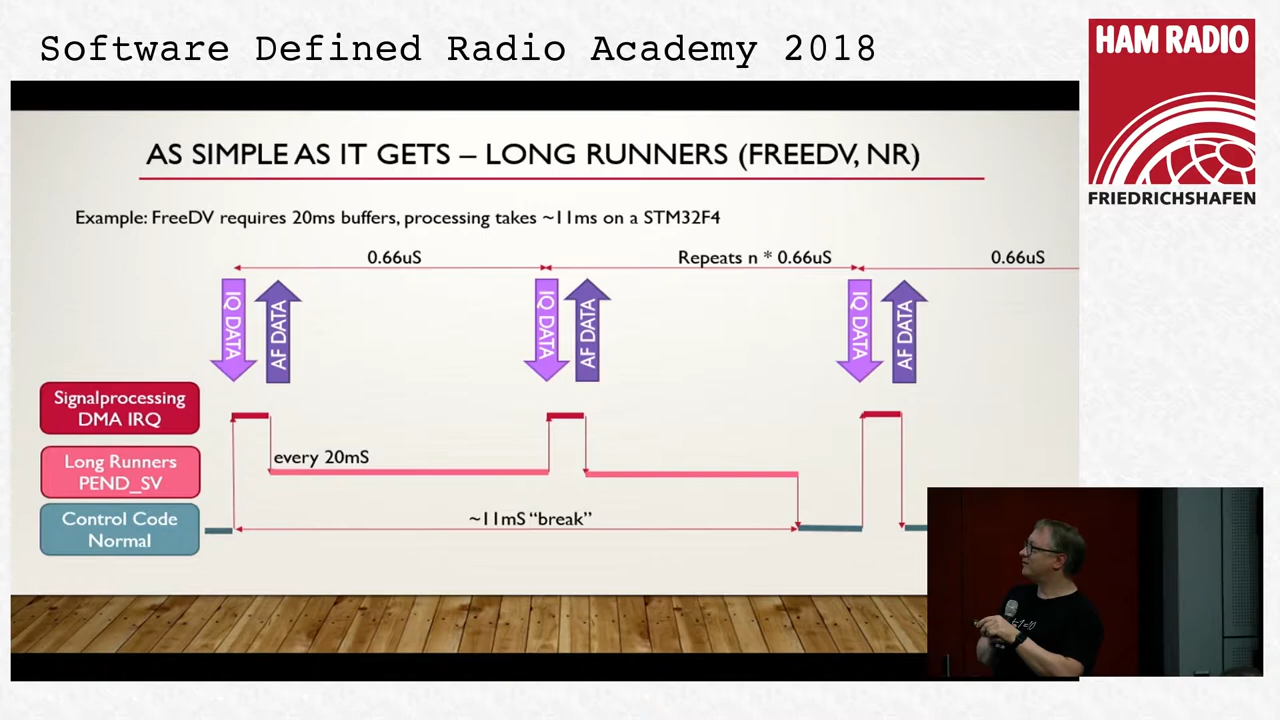 Software Defined Radio Academy 2018
HAM RADIO
FRIEDRICHSHAFEN
AS SIMPLE AS IT GETS – LONG RUNNERS (FREEDV, NR)
Example: FreeDV requires 20ms buffers, processing takes ~11ms on a STM32F4
0.66uS
Repeats n * 0.66uS
0.66uS
IQ DATA
AF DATA
IQ DATA
AF DATA
IQ DATA
AF DATA
Signalprocessing
DMA IRQ
every 20mS
Long Runners
PEND_SV
~11mS “break”
Control Code
Normal